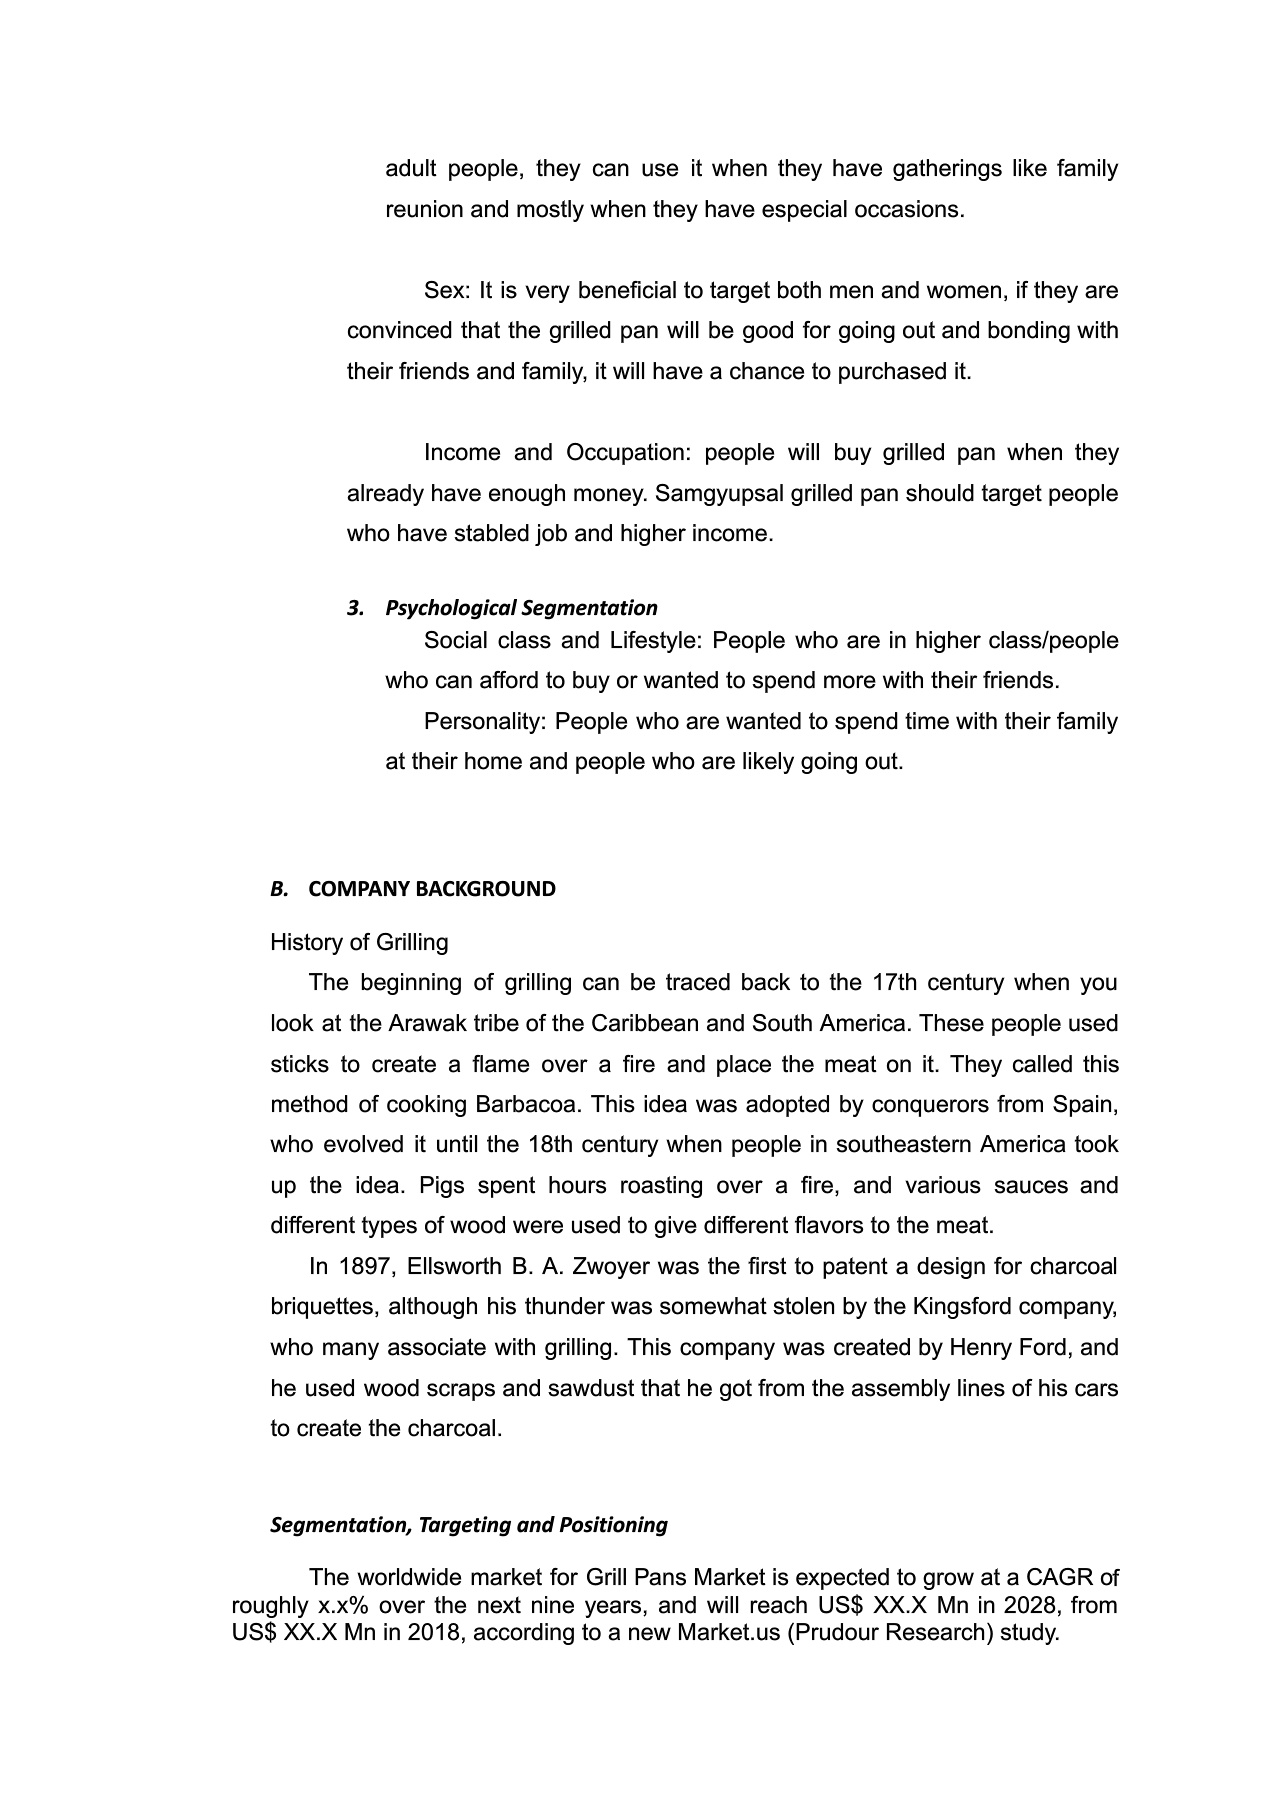 adult people, they can use it when they have gatherings like family
reunion and mostly when they have especial occasions.
Sex: It is very beneficial to target both men and women, if they are
convinced that the grilled pan will be good for going out and bonding with
their friends and family, it will have a chance to purchased it.
Income and Occupation: people will buy grilled pan when they
already have enough money. Samgyupsal grilled pan should target people
who have stabled job and higher income.
3. Psychological Segmentation
Social class and Lifestyle: People who are in higher class/people
who can afford to buy or wanted to spend more with their friends.
Personality: People who are wanted to spend time with their family
at their home and people who are likely going out.
B. COMPANY BACKGROUND
History of Grilling
The beginning of grilling can be traced back to the 17th century when you
look at the Arawak tribe of the Caribbean and South America. These people used
sticks to create a flame over a fire and place the meat on it. They called this
method of cooking Barbacoa. This idea was adopted by conquerors from Spain,
who evolved it until the 18th century when people in southeastern America took
up the idea. Pigs spent hours roasting over a fire, and various sauces and
different types of wood were used to give different flavors to the meat.
In 1897, Ellsworth B. A. Zwoyer was the first to patent a design for charcoal
briquettes, although his thunder was somewhat stolen by the Kingsford company,
who many associate with grilling. This company was created by Henry Ford, and
he used wood scraps and sawdust that he got from the assembly lines of his cars
to create the charcoal.
Segmentation, Targeting and Positioning
The worldwide market for Grill Pans Market is expected to grow at a CAGR of
roughly x.x% over the next nine years, and will reach US$ XX.X Mn in 2028, from
US$ XX.X Mn in 2018, according to a new Market.us (Prudour Research) study.